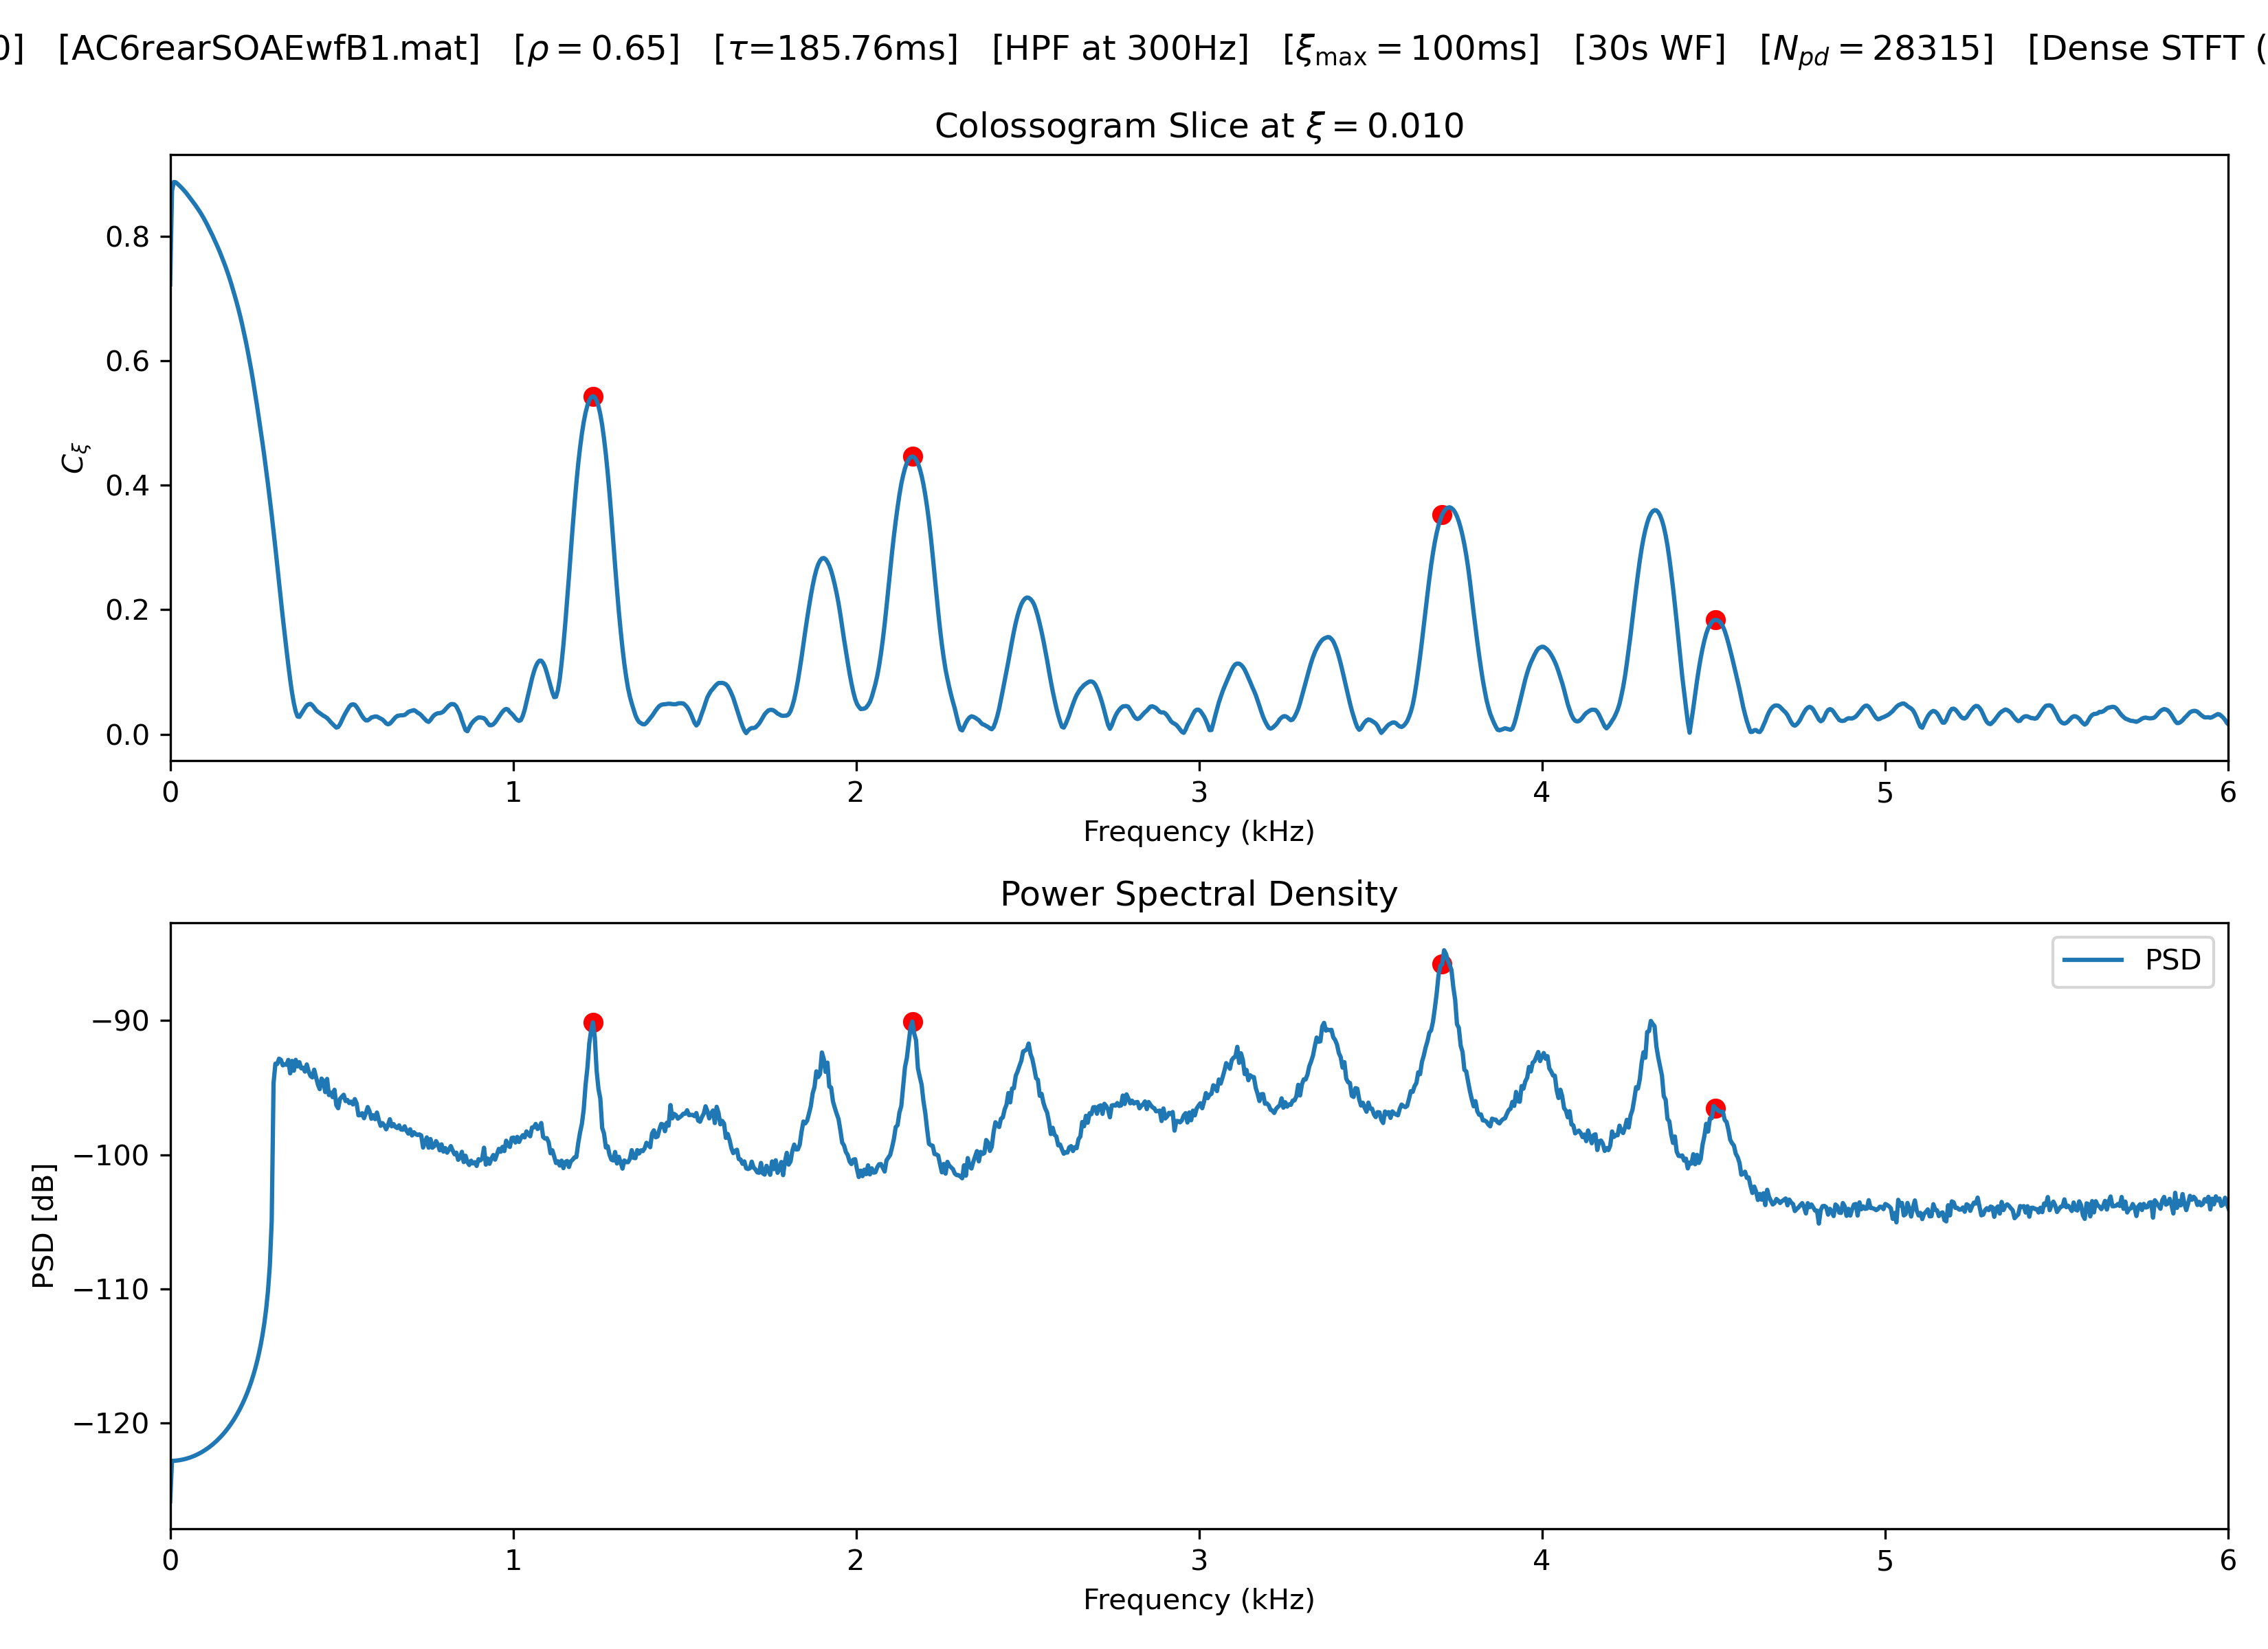 0] [AC6rearSOAEwfB1.mat] [ρ = 0.65] [τ=185.76ms] [HPF at 300Hz] [ξmax = 100ms] [30s WF] [Npd = 28315] [Dense STFT (
Colossogram Slice at ξ = 0.010
0.8
0.6
0.4
0.2
0.0
Cξ
0 1 2 3 4 5 6
Frequency (kHz)
Power Spectral Density
PSD
−90
−100
−110
−120
PSD [dB]
0 1 2 3 4 5 6
Frequency (kHz)